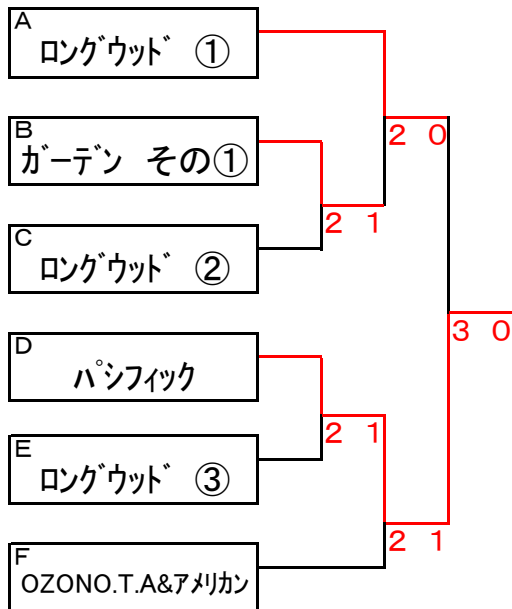 A
ロングウッド ①
2 0
B
ガーデン その①
2 1
C
ロングウッド ②
3 0
D
パシフィック
2 1
E
ロングウッド ③
2 1
F
OZONO.T.A&アメリカン